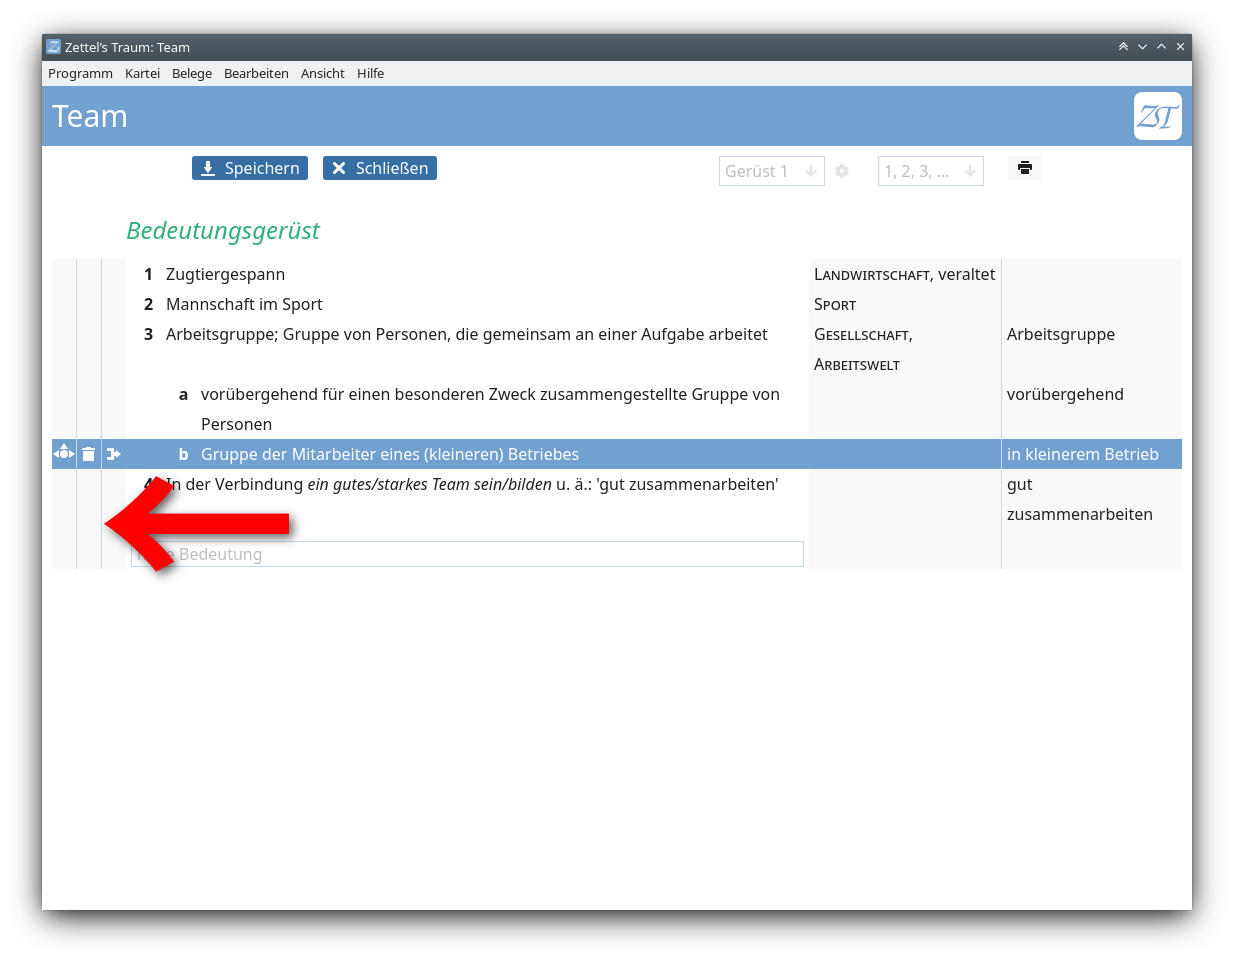 Zettel’s Traum: Team
Programm Kartei Belege Bearbeiten Ansicht Hilfe
Team
ZT
Speichern Schließen Gerüst 1 1, 2, 3, ...
Bedeutungsgerüst
1 Zugtiergespann LANDWIRTSCHAFT, veraltet
2 Mannschaft im Sport SPORT
3 Arbeitsgruppe; Gruppe von Personen, die gemeinsam an einer Aufgabe arbeitet GESELLSCHAFT, Arbeitsgruppe
ARBEITSWELT
a vorübergehend für einen besonderen Zweck zusammengestellte Gruppe von vorübergehend
Personen
b Gruppe der Mitarbeiter eines (kleineren) Betriebes in kleinerem Betrieb
4 In der Verbindung ein gutes/starkes Team sein/bilden u. ä.: 'gut zusammenarbeiten' gut
zusammenarbeiten
Bedeutung